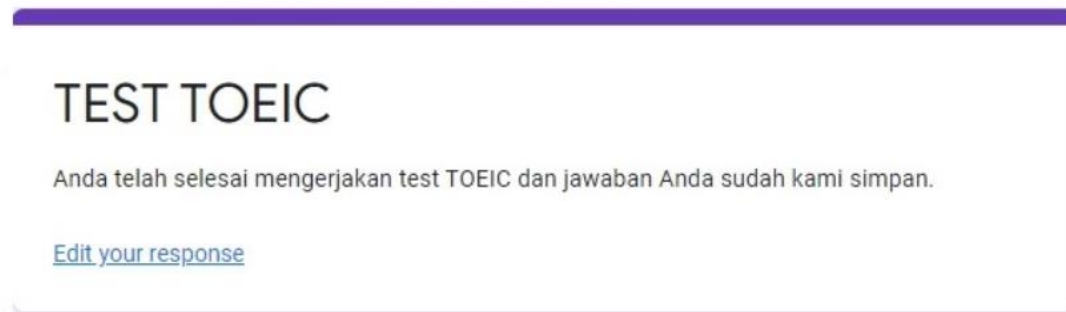 TEST TOEIC
Anda telah selesai mengerjakan test TOEIC dan jawaban Anda sudah kami simpan.
Edit your response